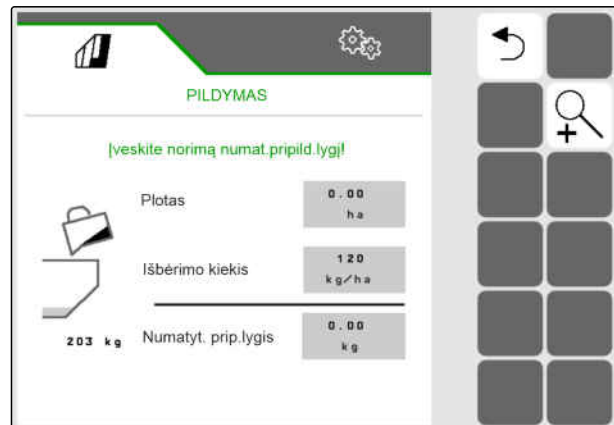 PILDYMAS
Įveskite norimą numat.pripild.lygį!
Plotas
0.00
ha
Išbėrimo kiekis
120
kg/ha
203 kg
Numatyt. prip.lygis
0.00
kg